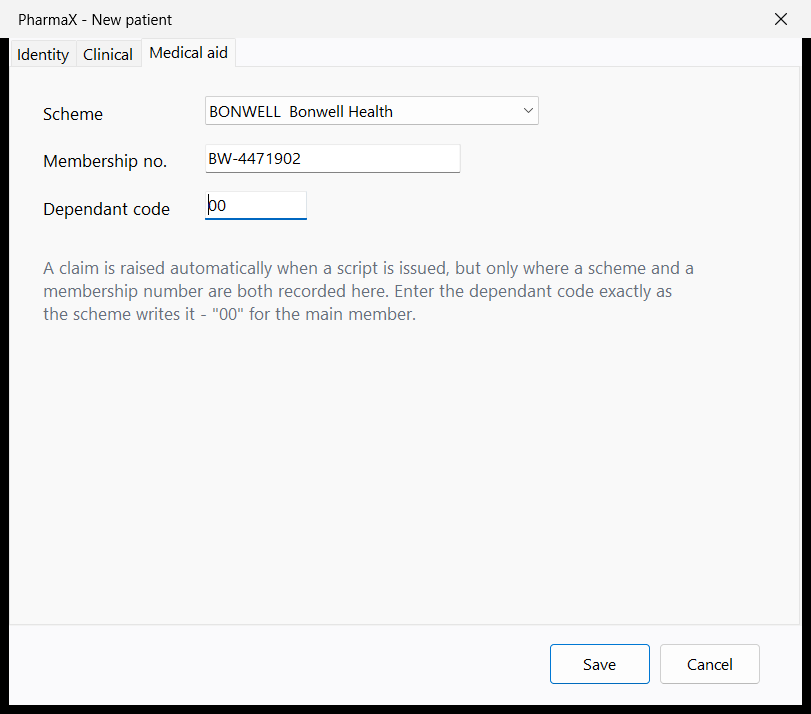 PharmaX - New patient
Identity Clinical Medical aid
Scheme BONWELL  Bonwell Health
Membership no. BW-4471902
Dependant code 00
A claim is raised automatically when a script is issued, but only where a scheme and a
membership number are both recorded here. Enter the dependant code exactly as
the scheme writes it - "00" for the main member.
Save Cancel